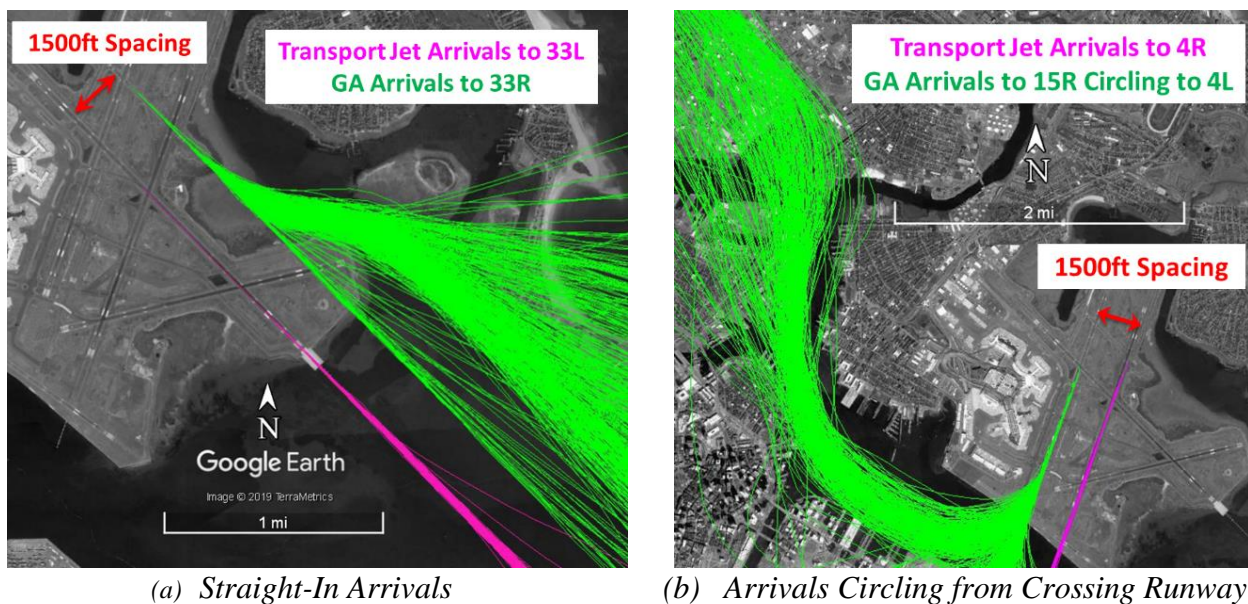 1500ft Spacing
Transport Jet Arrivals to 33L
GA Arrivals to 33R
N
Google Earth
Image © 2019 TerraMetrics
1 mi
(a) Straight-In Arrivals
Transport Jet Arrivals to 4R
GA Arrivals to 15R Circling to 4L
N
2 mi
1500ft Spacing
(b) Arrivals Circling from Crossing Runway